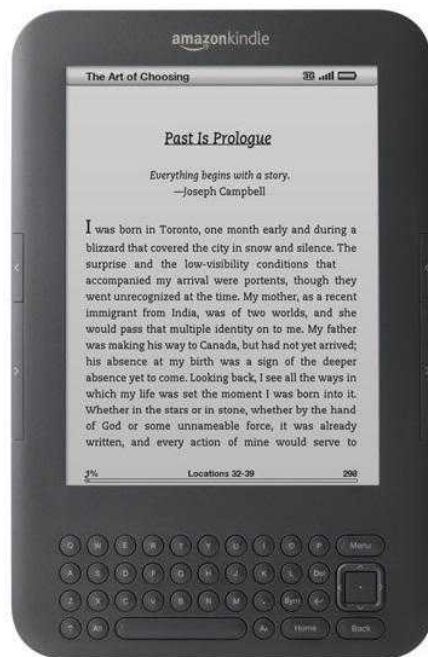 amazonkindle
The Art of Choosing 3G
Past Is Prologue
Everything begins with a story.
—Joseph Campbell
I was born in Toronto, one month early and during a
blizzard that covered the city in snow and silence. The
surprise and the low-visibility conditions that
accompanied my arrival were portents, though they
went unrecognized at the time. My mother, as a recent
immigrant from India, was of two worlds, and she
would pass that multiple identity on to me. My father
was making his way to Canada, but had not yet arrived;
his absence at my birth was a sign of the deeper
absence yet to come. Looking back, I see all the ways in
which my life was set the moment I was born into it.
Whether in the stars or in stone, whether by the hand
of God or some unnameable force, it was already
written, and every action of mine would serve to
1% Locations 32-39 298
Q W E R T Y U I O P Menu
A S D F G H J K L Del
Z X C V B N M . Sym
Alt Aa Home Back